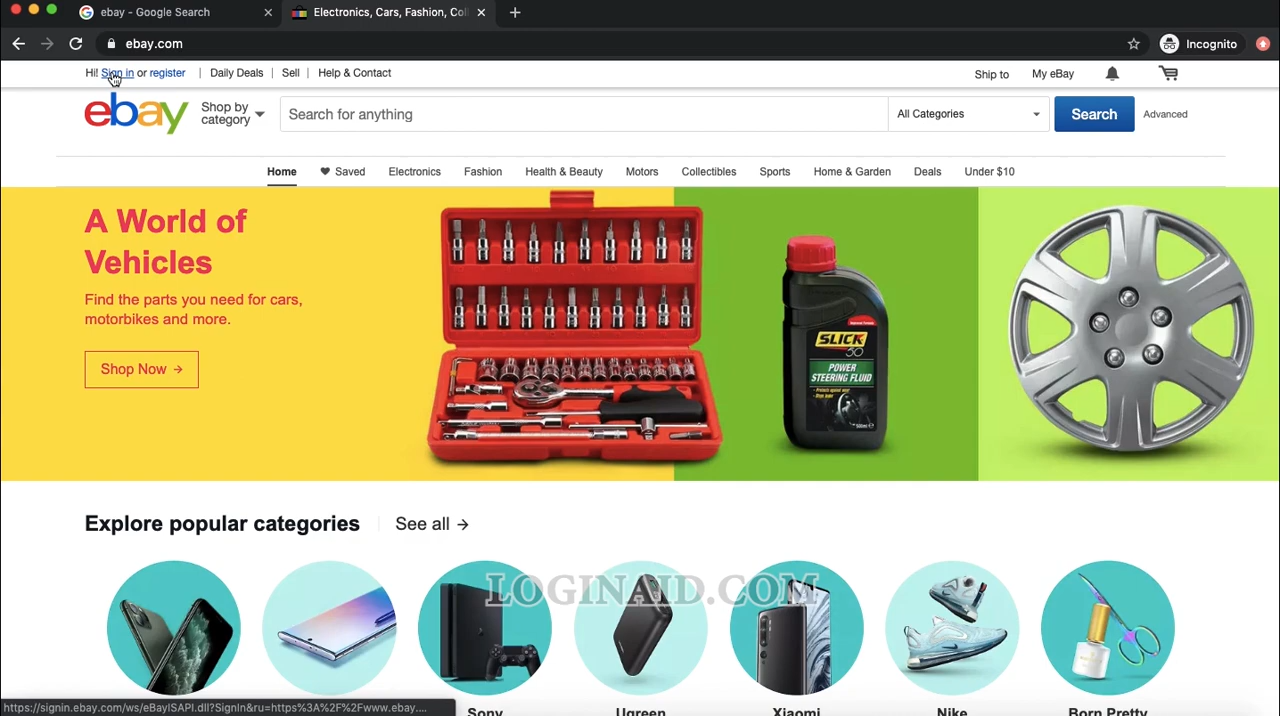 ebay - Google Search
Electronics, Cars, Fashion, Col
ebay.com
Incognito
Hi! Sign in or register
Daily Deals
Sell
Help & Contact
Ship to
My eBay
ebay
Shop by
category
Search for anything
All Categories
Search
Advanced
Home
Saved
Electronics
Fashion
Health & Beauty
Motors
Collectibles
Sports
Home & Garden
Deals
Under $10
A World of
Vehicles
Find the parts you need for cars,
motorbikes and more.
Shop Now →
SLICK
50
POWER
STEERING FLUID
500ml
Explore popular categories
See all →
LOGINAID.COM
https://signin.ebay.com/ws/eBayISAPI.dll?SignIn&ru=https%3A%2F%2Fwww.ebay....
Sony
Ugreen
Xiaomi
Nike
Born Pretty